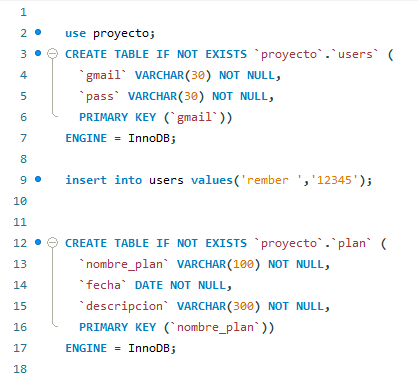 1
2 use proyecto;
3 CREATE TABLE IF NOT EXISTS `proyecto`.`users` (
4 `gmail` VARCHAR(30) NOT NULL,
5 `pass` VARCHAR(30) NOT NULL,
6 PRIMARY KEY (`gmail`))
7 ENGINE = InnoDB;
8
9 insert into users values('rember ','12345');
10
11
12 CREATE TABLE IF NOT EXISTS `proyecto`.`plan` (
13 `nombre_plan` VARCHAR(100) NOT NULL,
14 `fecha` DATE NOT NULL,
15 `descripcion` VARCHAR(300) NOT NULL,
16 PRIMARY KEY (`nombre_plan`))
17 ENGINE = InnoDB;
18